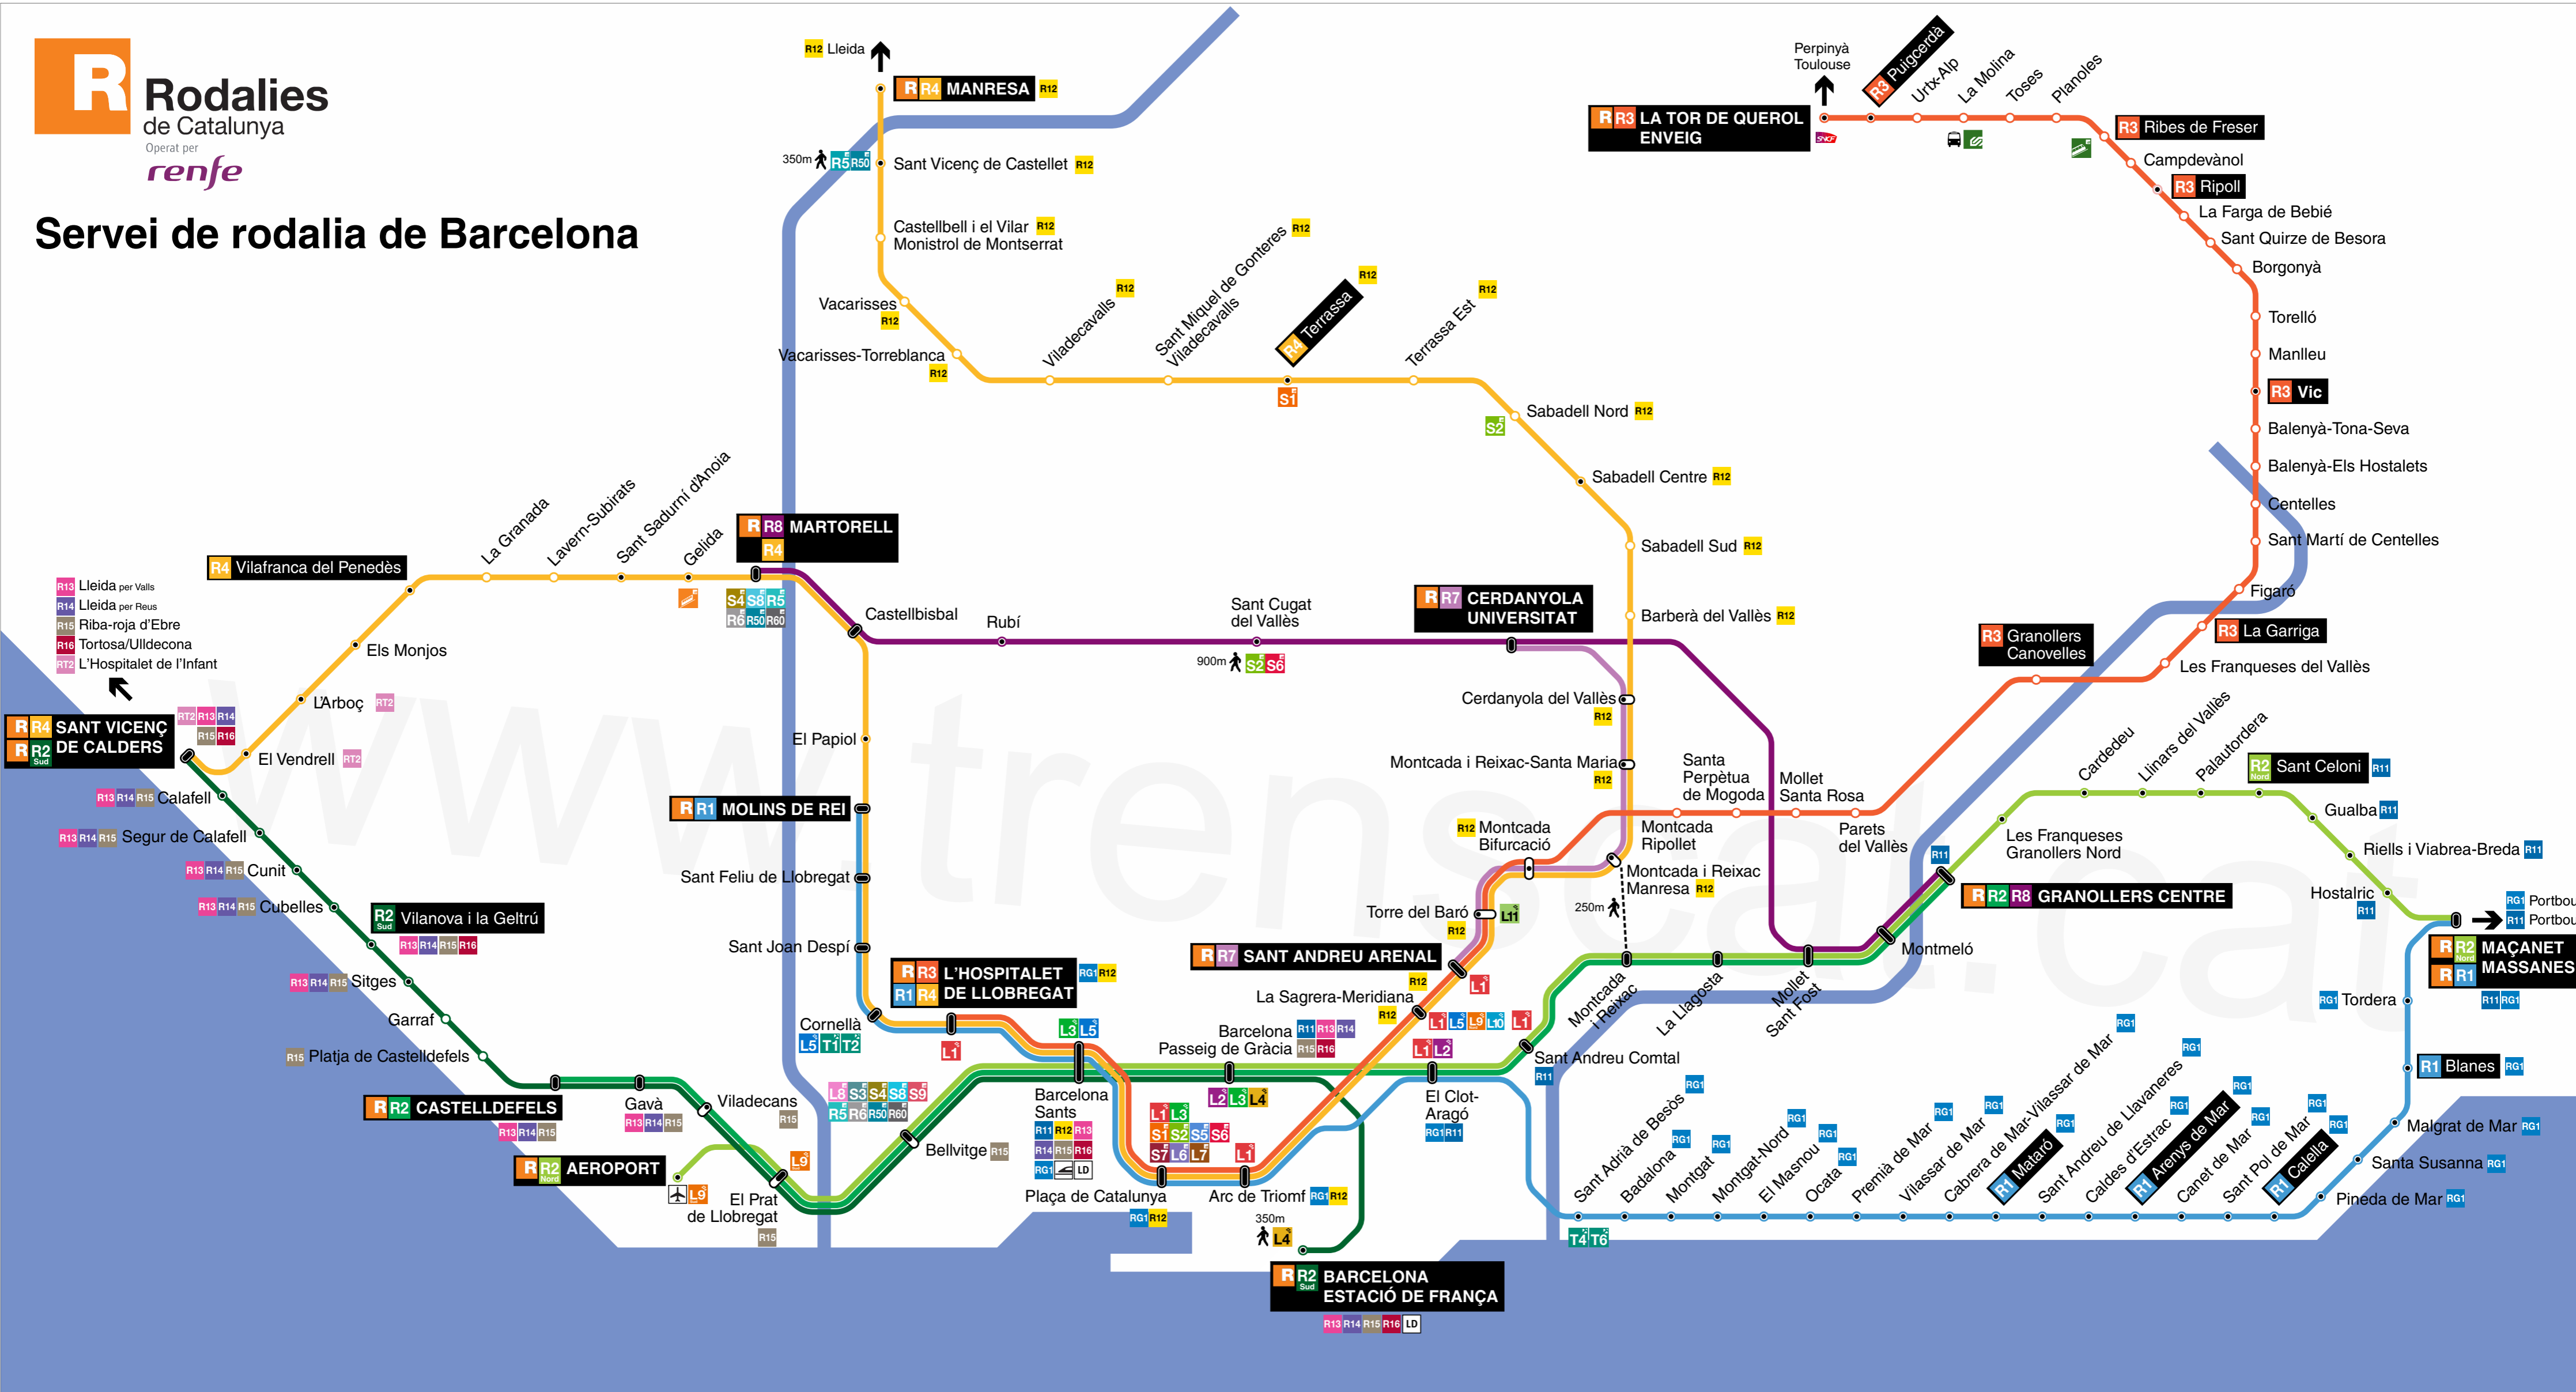 R Rodalies
de Catalunya
Operat per
renfe
Servei de rodalia de Barcelona
R12 Lleida
R R4 MANRESA R12
350m R5 R50
Sant Vicenç de Castellet R12
Castellbell i el Vilar R12
Monistrol de Montserrat
Vacarisses
R12
Vacarisses-Torreblanca
R12
Viladecavalls R12
Sant Miquel de Gonteres R12
Viladecavalls
R4 Terrassa R12
S1
Terrassa Est R12
Sabadell Nord R12
S2
Sabadell Centre R12
Sabadell Sud R12
Barberà del Vallès R12
Cerdanyola del Vallès
R12
Montcada i Reixac-Santa Maria
R12
Perpinyà
Toulouse
R R3 LA TOR DE QUEROL
ENVEIG
SNCF
R3 Puigcerdà
Urtx-Alp
La Molina
Toses
Planoles
R3 Ribes de Freser
Campdevànol
R3 Ripoll
La Farga de Bebié
Sant Quirze de Besora
Borgonyà
Torelló
Manlleu
R3 Vic
Balenyà-Tona-Seva
Balenyà-Els Hostalets
Centelles
Sant Martí de Centelles
Figaró
R3 La Garriga
Les Franqueses del Vallès
R3 Granollers
Canovelles
Parets
del Vallès
Mollet
Santa Rosa
Santa
Perpètua
de Mogoda
Montcada
Ripollet
R12 Montcada
Bifurcació
Montcada i Reixac
Manresa R12
250m
Torre del Baró L11
R12
R R7 SANT ANDREU ARENAL
R12
L1
La Sagrera-Meridiana
R12
L1 L5 L9 L10
R R7 CERDANYOLA
UNIVERSITAT
Sant Cugat
del Vallès
900m S2 S6
Rubí
Castellbisbal
R R8 MARTORELL
R4
S4 S8 R5
R6 R50 R60
Gelida
Sant Sadurní d'Anoia
Lavern-Subirats
La Granada
R4 Vilafranca del Penedès
Els Monjos
L'Arboç RT2
El Vendrell RT2
R13 Lleida per Valls
R14 Lleida per Reus
R15 Riba-roja d'Ebre
R16 Tortosa/Ulldecona
RT2 L'Hospitalet de l'Infant
R R4 SANT VICENÇ
R R2 Sud DE CALDERS
RT2 R13 R14
R15 R16
R13 R14 R15 Calafell
R13 R14 R15 Segur de Calafell
R13 R14 R15 Cunit
R13 R14 R15 Cubelles
R2 Sud Vilanova i la Geltrú
R13 R14 R15 R16
R13 R14 R15 Sitges
Garraf
R15 Platja de Castelldefels
R R2 CASTELLDEFELS
R13 R14 R15
Gavà
R13 R14 R15
Viladecans
R15
R R2 Nord AEROPORT
L9
L9
El Prat
de Llobregat
R15
Bellvitge R15
El Papiol
R R1 MOLINS DE REI
Sant Feliu de Llobregat
Sant Joan Despí
Cornellà
L5 T1 T2
R R3 L'HOSPITALET RG1 R12
R1 R4 DE LLOBREGAT
L1
L8 S3 S4 S8 S9
R5 R6 R50 R60
L3 L5
Barcelona
Sants
R11 R12 R13
R14 R15 R16
RG1 LD
L1 L3
S1 S2 S5 S6
S7 L6 L7
Plaça de Catalunya
RG1 R12
L1
Arc de Triomf RG1 R12
Barcelona R11 R13 R14
Passeig de Gràcia R15 R16
L2 L3 L4
350m
L4
R R2 Sud BARCELONA
ESTACIÓ DE FRANÇA
R13 R14 R15 R16 LD
L1 L2
El Clot-
Aragó
RG1 R11
L1
Sant Andreu Comtal
R11
Montcada
i Reixac
La Llagosta
Mollet
Sant Fost
Montmeló
R11
R R2 R8 GRANOLLERS CENTRE
Les Franqueses
Granollers Nord
Cardedeu
Llinars del Vallès
Palautordera
R2 Nord Sant Celoni R11
Gualba R11
Riells i Viabrea-Breda R11
Hostalric
R11
RG1 Portbou
R11 Portbou
R R2 Nord MAÇANET
R R1 MASSANES
R11 RG1
RG1 Tordera
R1 Blanes RG1
Malgrat de Mar RG1
Santa Susanna RG1
Pineda de Mar RG1
R1 Calella RG1
Sant Pol de Mar RG1
Canet de Mar RG1
R1 Arenys de Mar RG1
Caldes d'Estrac RG1
Sant Andreu de Llavaneres RG1
R1 Mataró RG1
Cabrera de Mar-Vilassar de Mar RG1
Vilassar de Mar RG1
Premià de Mar RG1
Ocata RG1
El Masnou RG1
Montgat-Nord RG1
Montgat RG1
Badalona RG1
Sant Adrià de Besòs RG1
T4 T6
www.trenscat.cat